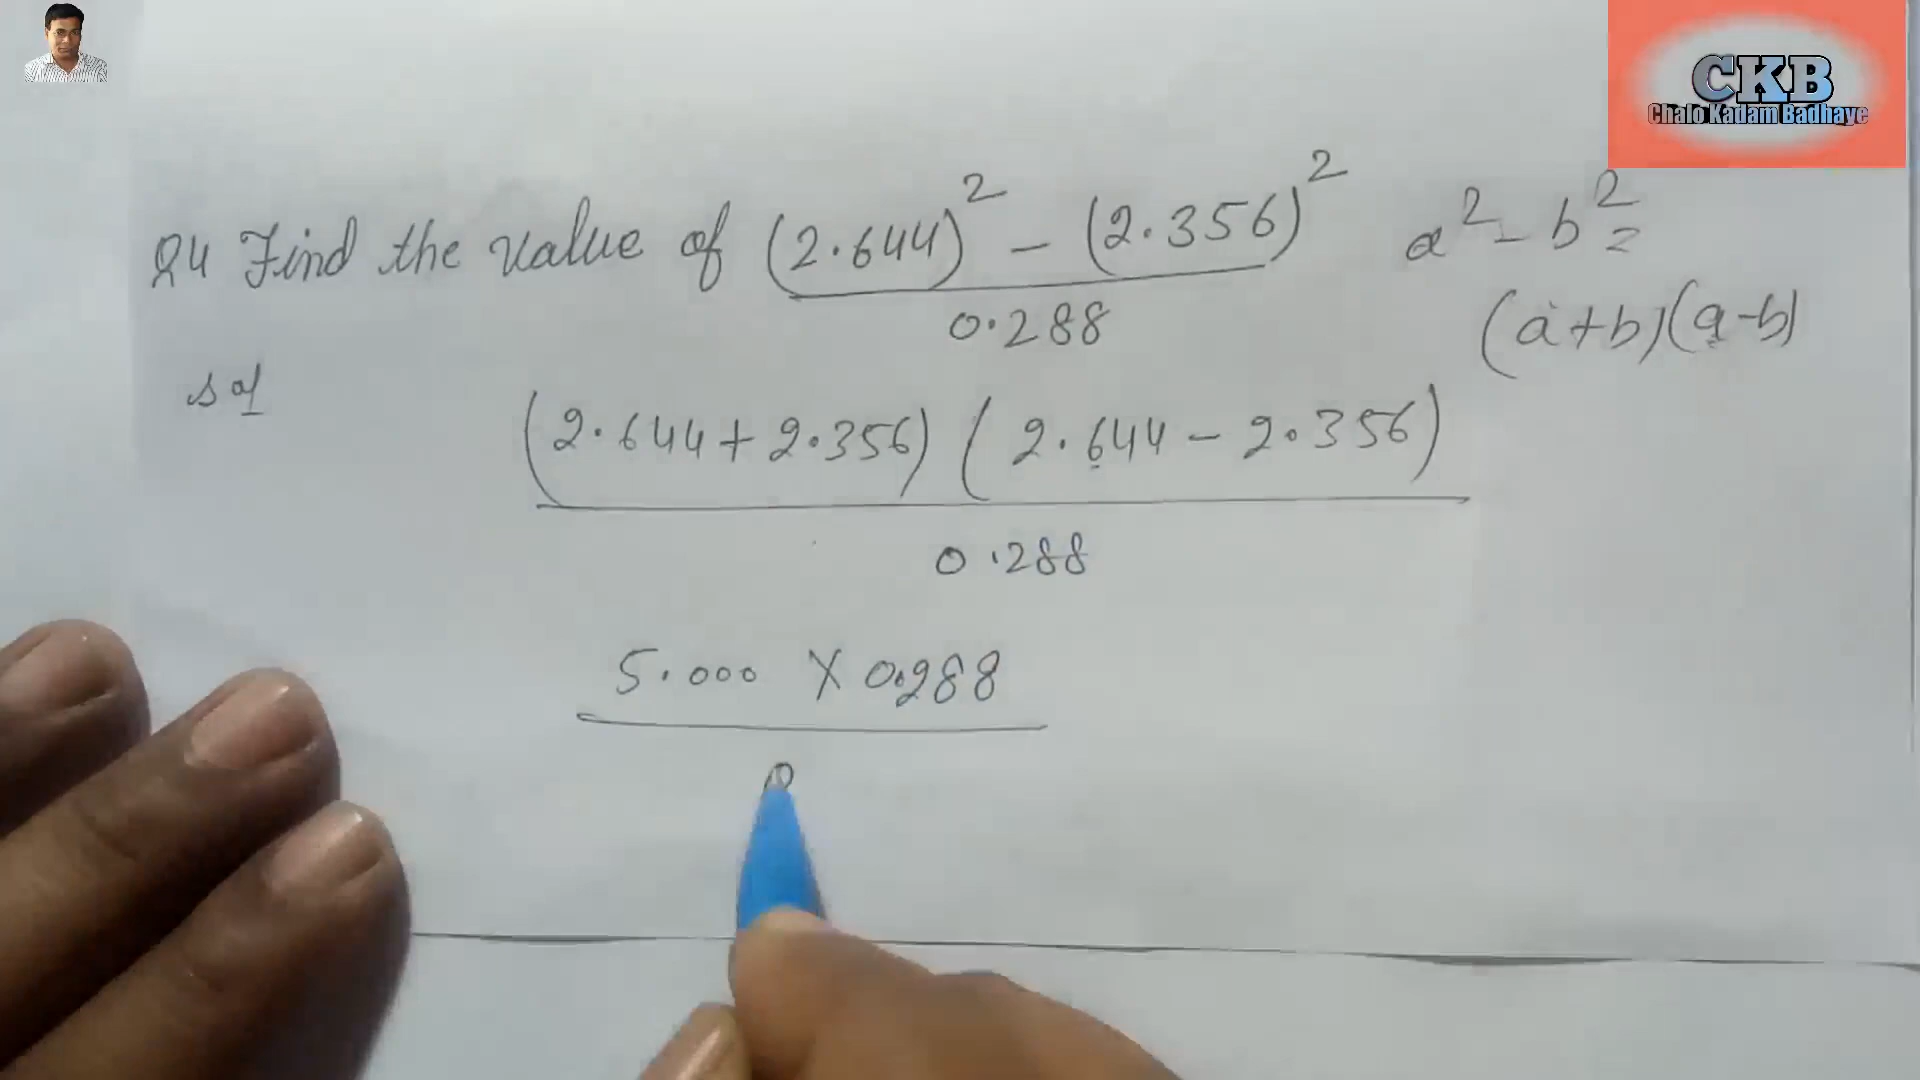 CKB
Chalo Kadam Badhaye
Q4 Find the value of (2.644)² - (2.356)²
0.288
a² - b² =
(a+b)(a-b)
Sol
(2.644 + 2.356) (2.644 - 2.356)
0.288
5.000 X 0.288
0